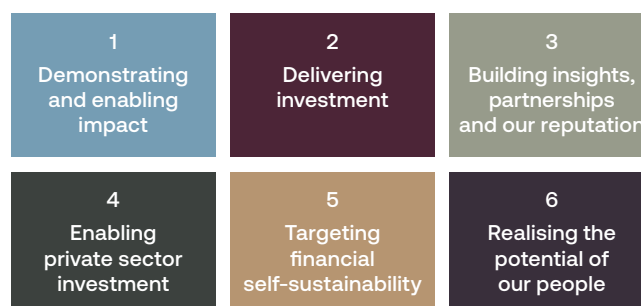 1
Demonstrating
and enabling
impact
2
Delivering
investment
3
Building insights,
partnerships
and our reputation
4
Enabling
private sector
investment
5
Targeting
financial
self-sustainability
6
Realising the
potential of
our people